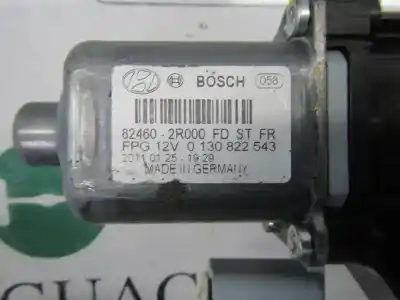 BOSCH 058
82460-2R000 FD ST FR
FPG 12V 0 130 822 543
2011 01 25 - 19 29
MADE IN GERMANY